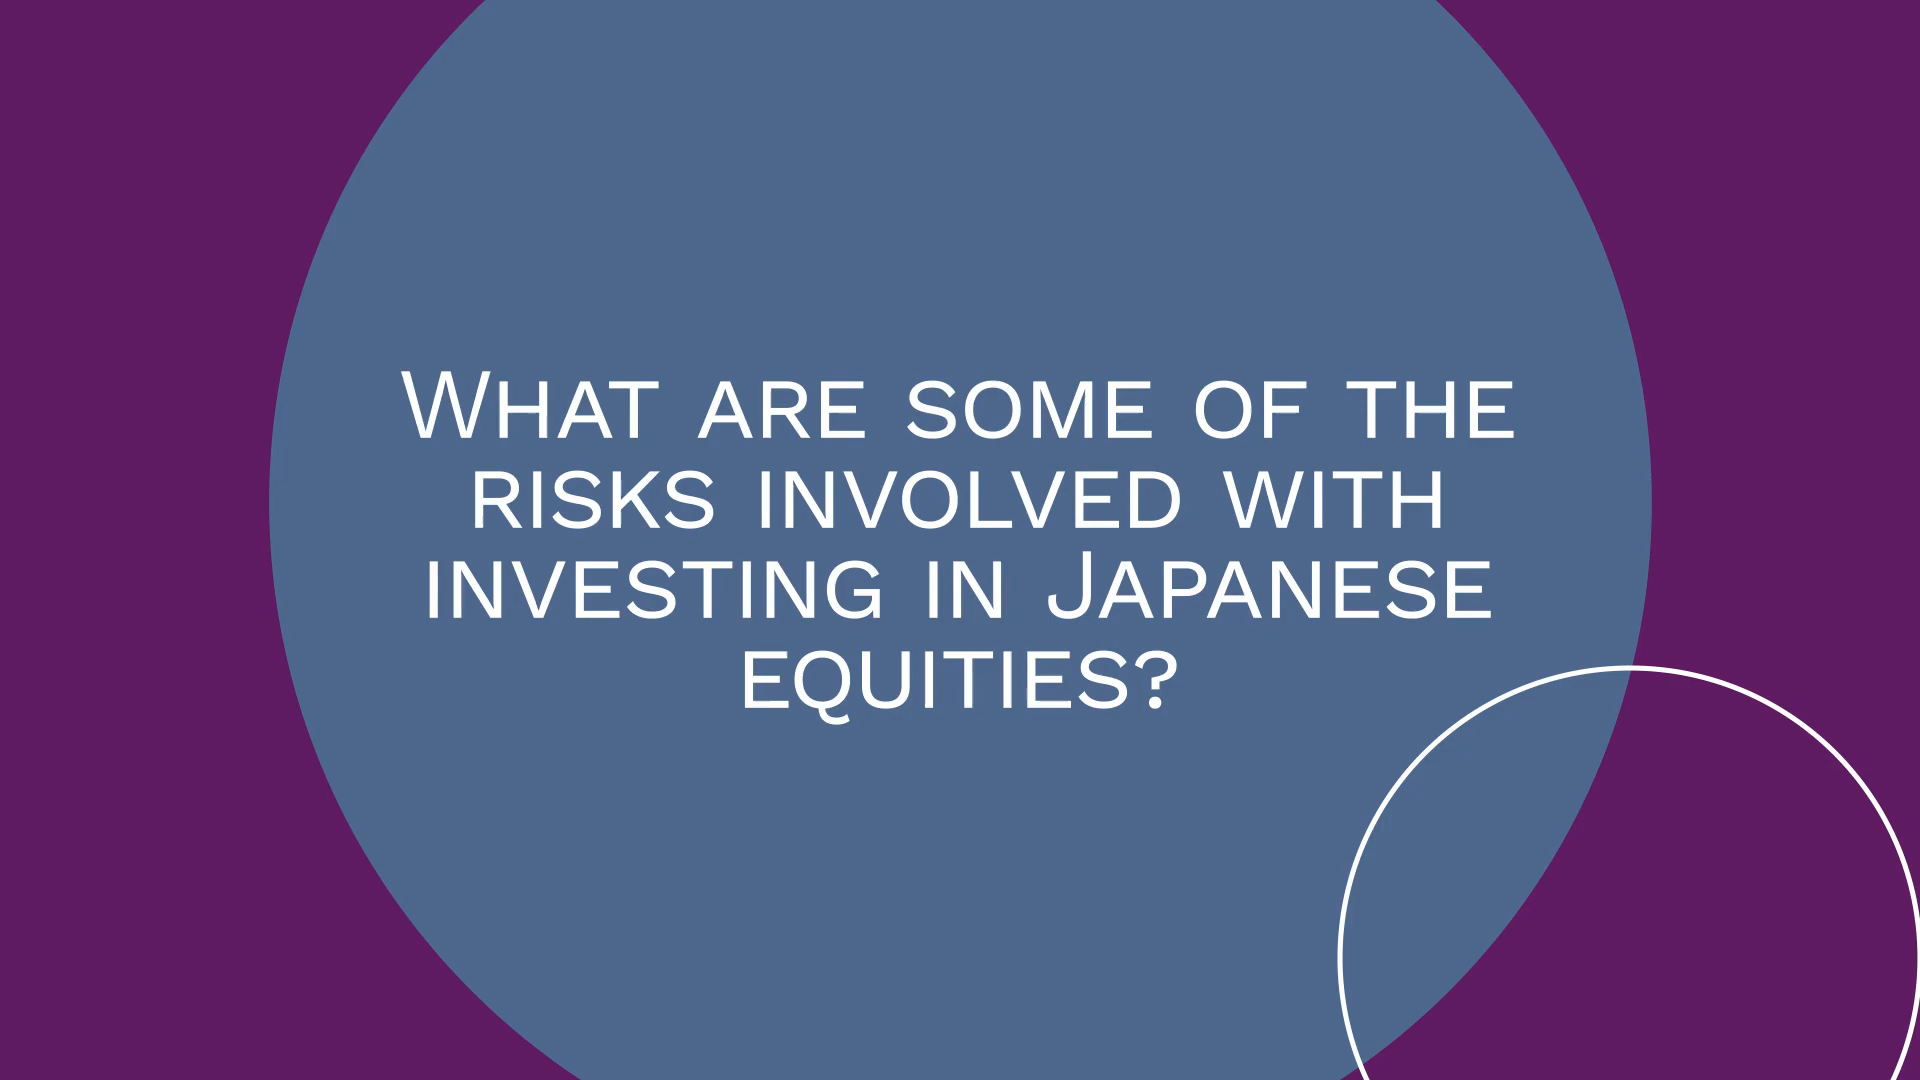 What are some of the
risks involved with
investing in Japanese
equities?